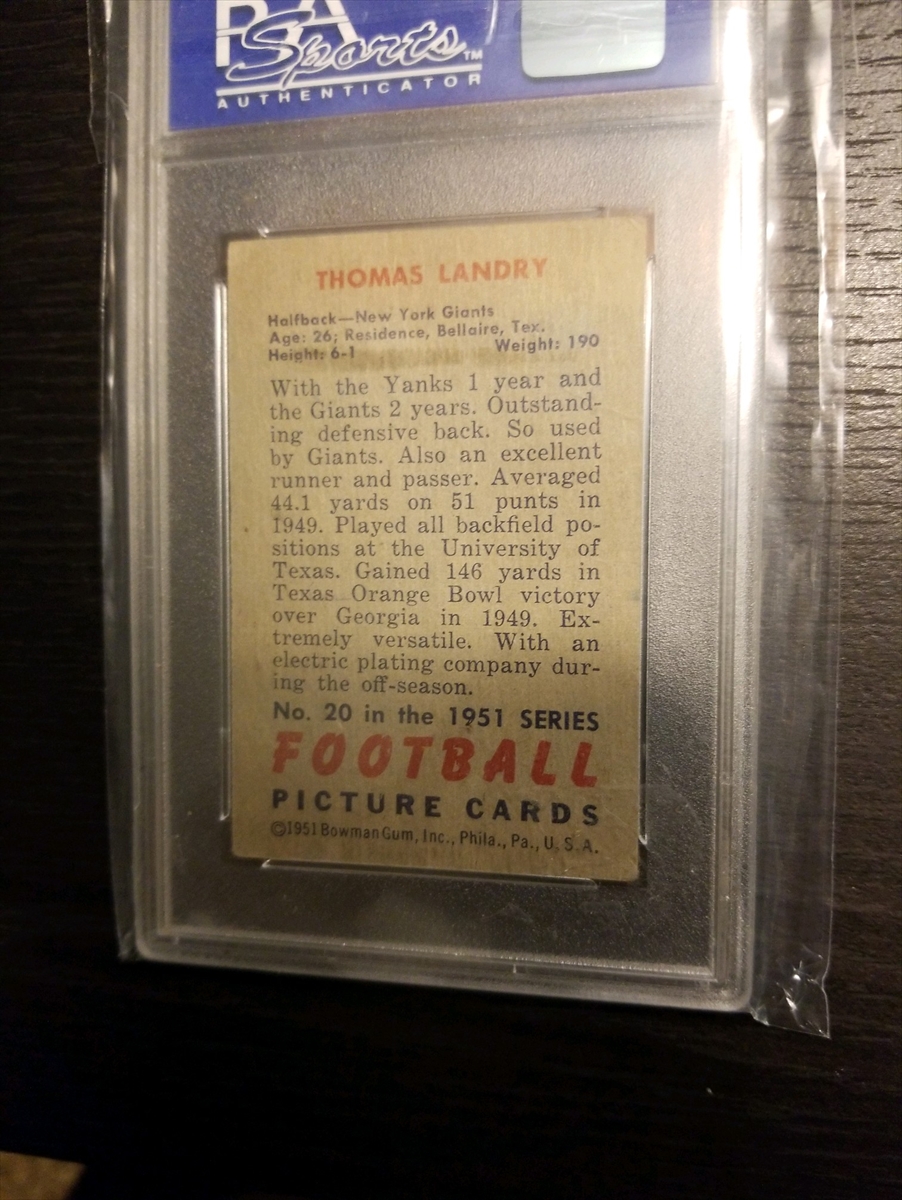 PSA
Sports™
AUTHENTICATOR
THOMAS LANDRY
Halfback—New York Giants
Age: 26; Residence, Bellaire, Tex.
Height: 6-1 Weight: 190
With the Yanks 1 year and
the Giants 2 years. Outstand-
ing defensive back. So used
by Giants. Also an excellent
runner and passer. Averaged
44.1 yards on 51 punts in
1949. Played all backfield po-
sitions at the University of
Texas. Gained 146 yards in
Texas Orange Bowl victory
over Georgia in 1949. Ex-
tremely versatile. With an
electric plating company dur-
ing the off-season.
No. 20 in the 1951 SERIES
FOOTBALL
PICTURE CARDS
©1951 Bowman Gum, Inc., Phila., Pa., U. S. A.